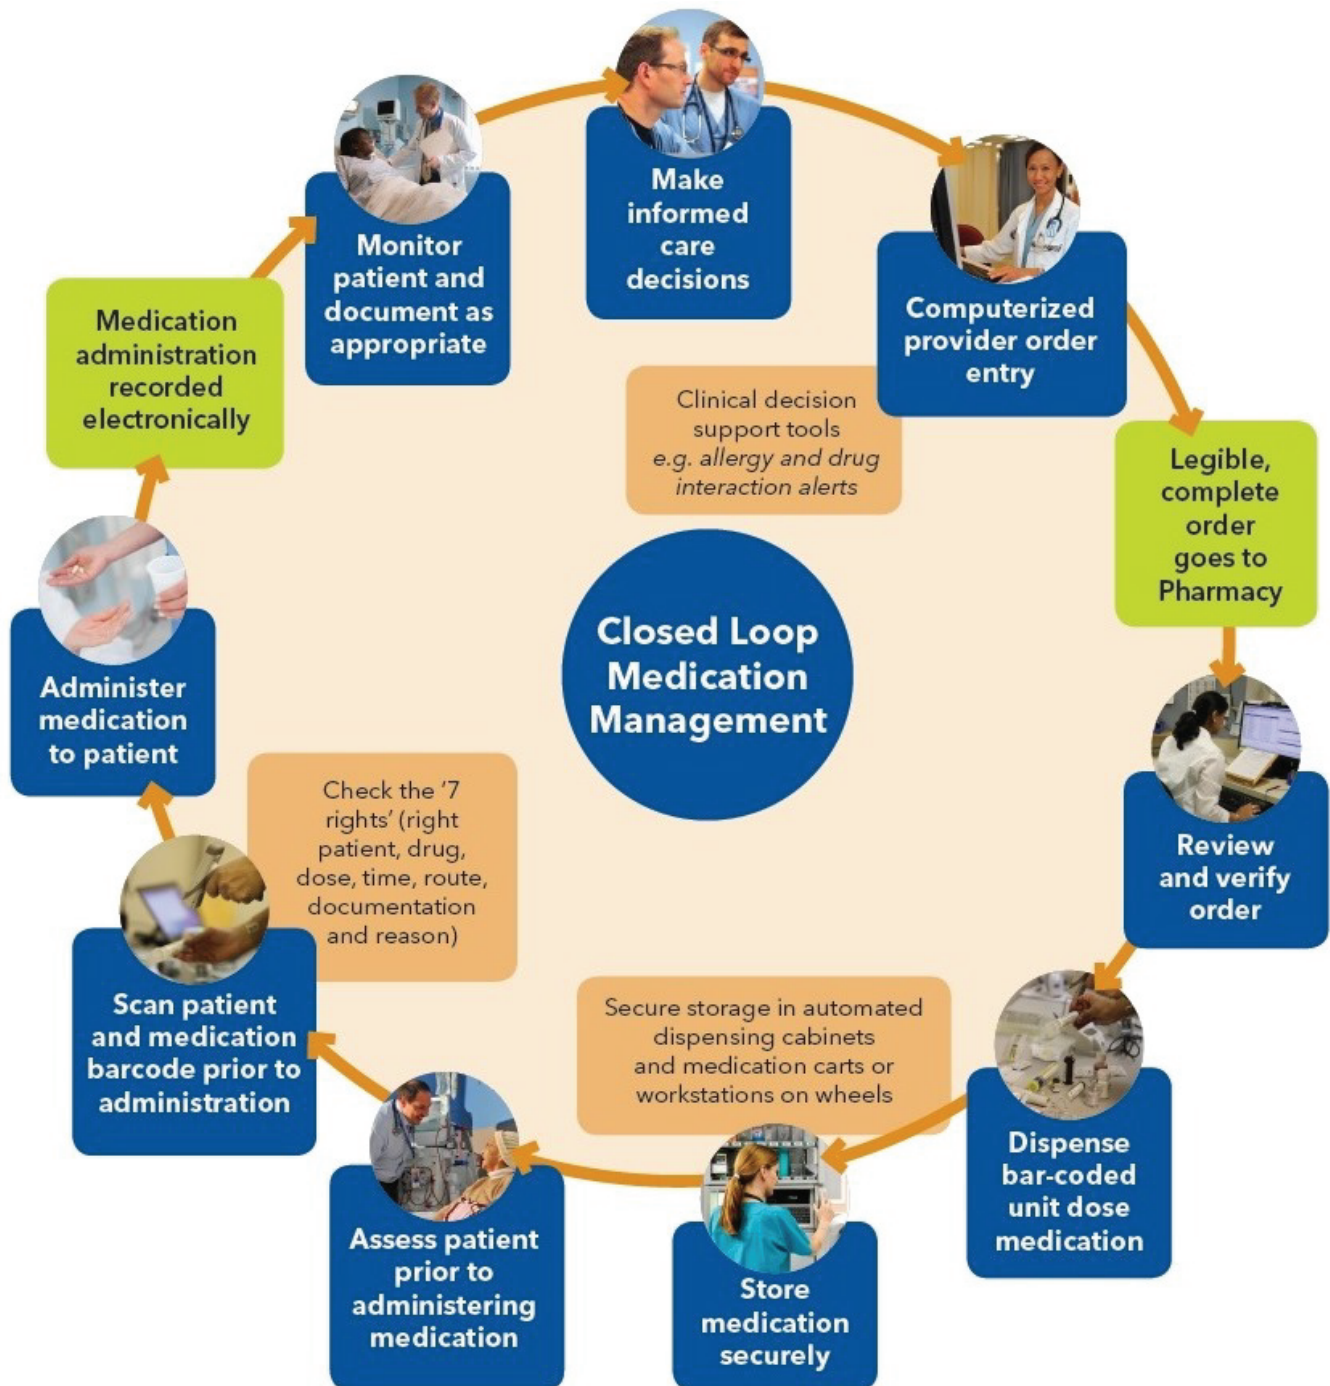 Make
informed
care
decisions
Computerized
provider order
entry
Clinical decision
support tools
e.g. allergy and drug
interaction alerts
Legible,
complete
order
goes to
Pharmacy
Review
and verify
order
Dispense
bar-coded
unit dose
medication
Secure storage in automated
dispensing cabinets
and medication carts or
workstations on wheels
Store
medication
securely
Assess patient
prior to
administering
medication
Scan patient
and medication
barcode prior to
administration
Check the ‘7
rights’ (right
patient, drug,
dose, time, route,
documentation
and reason)
Administer
medication
to patient
Medication
administration
recorded
electronically
Monitor
patient and
document as
appropriate
Closed Loop
Medication
Management